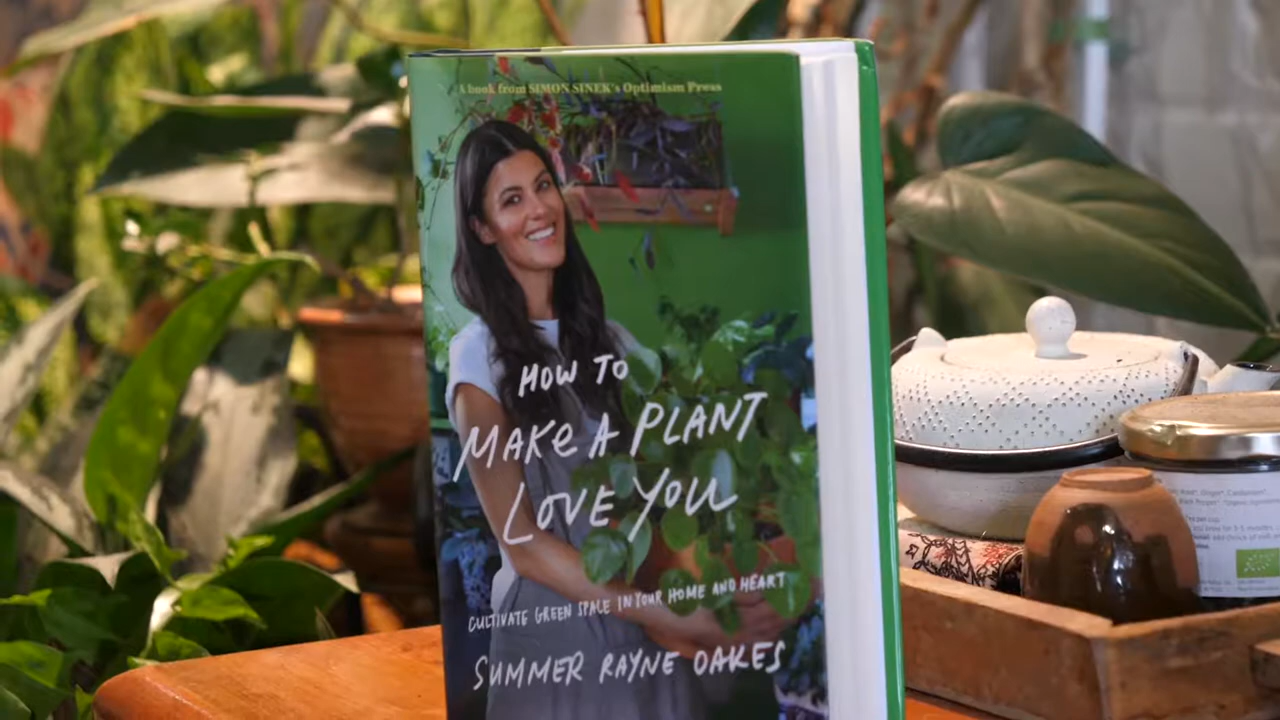 A book from SIMON SINEK's Optimism Press
HOW TO
MAKE A PLANT
LOVE YOU
CULTIVATE GREEN SPACE IN YOUR HOME AND HEART
SUMMER RAYNE OAKES